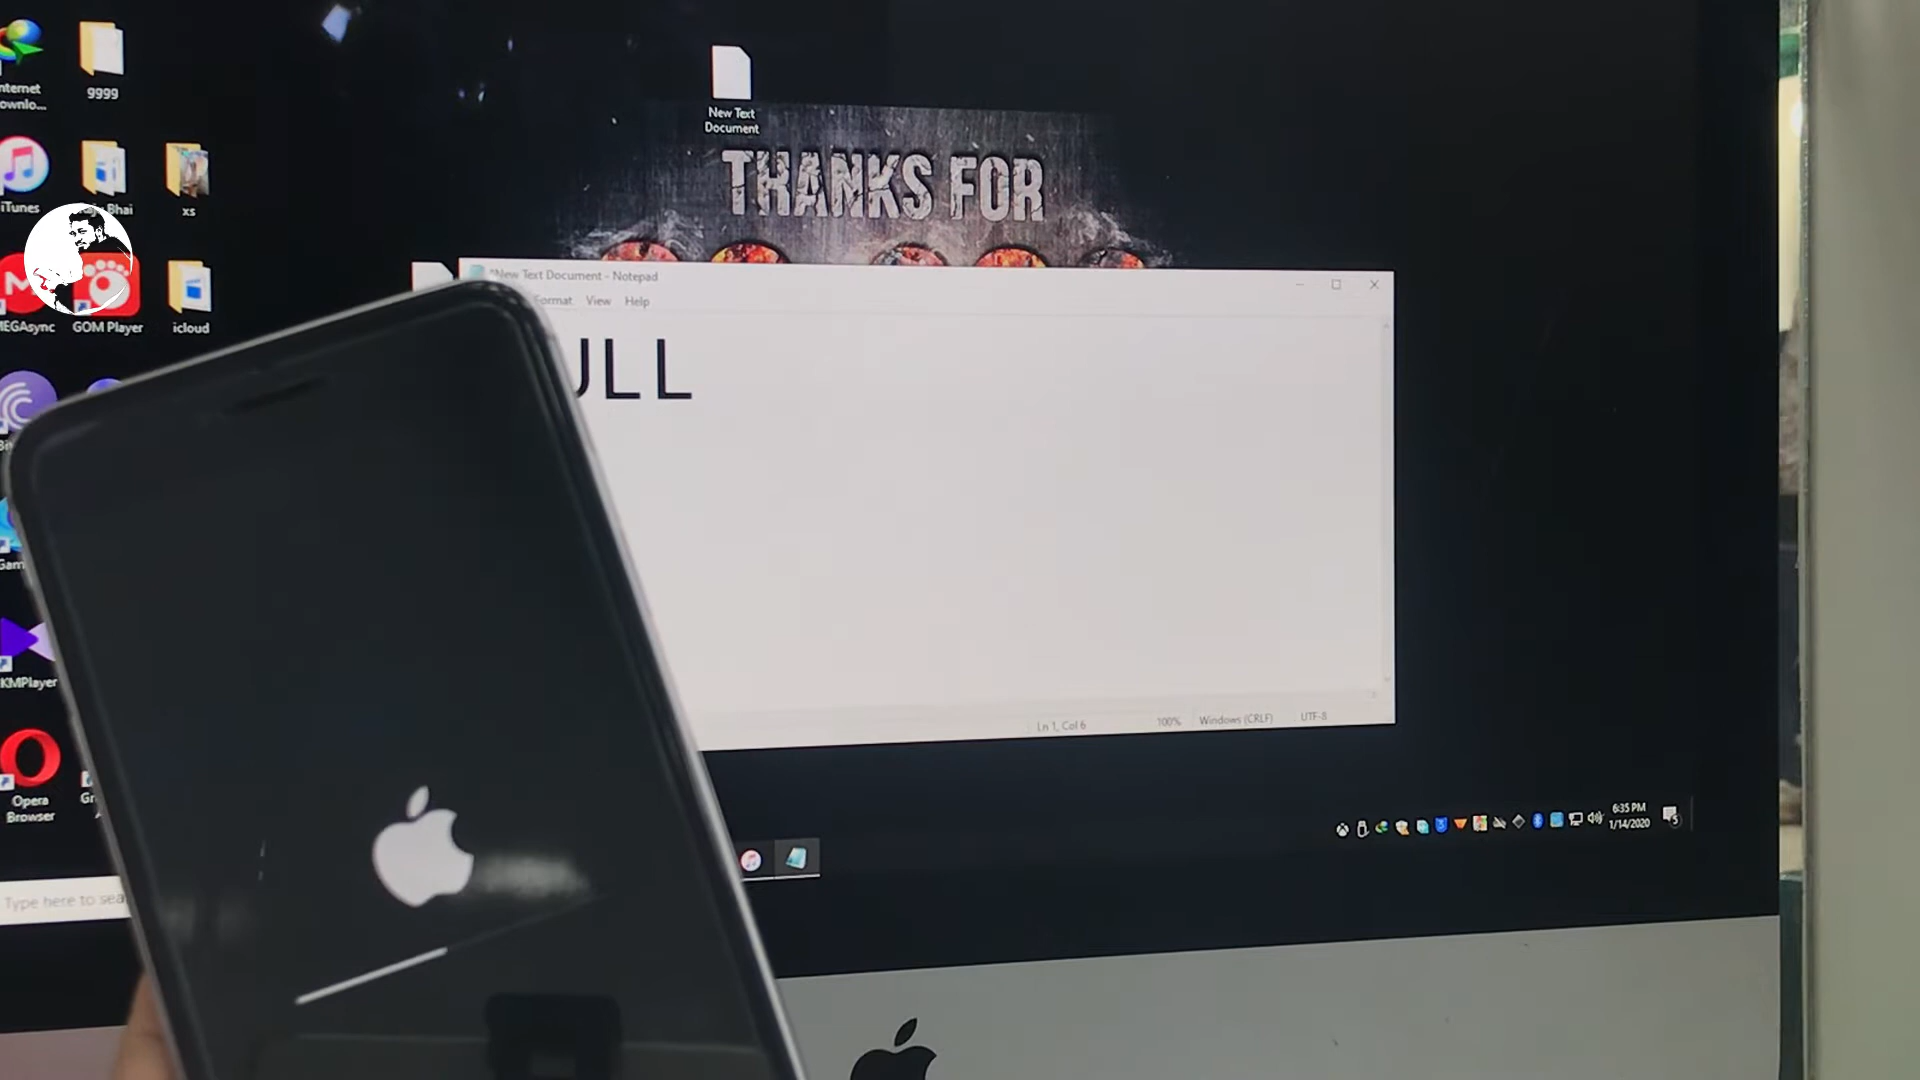 nternet
ownlo...
9999
iTunes
Bhai
xs
MEGAsync
GOM Player
icloud
KMPlayer
Opera
Browser
New Text
Document
THANKS FOR
*New Text Document - Notepad
Format View Help
ULL
Ln 1, Col 6
100%
Windows (CRLF)
UTF-8
Type here to sea
6:35 PM
1/14/2020
5